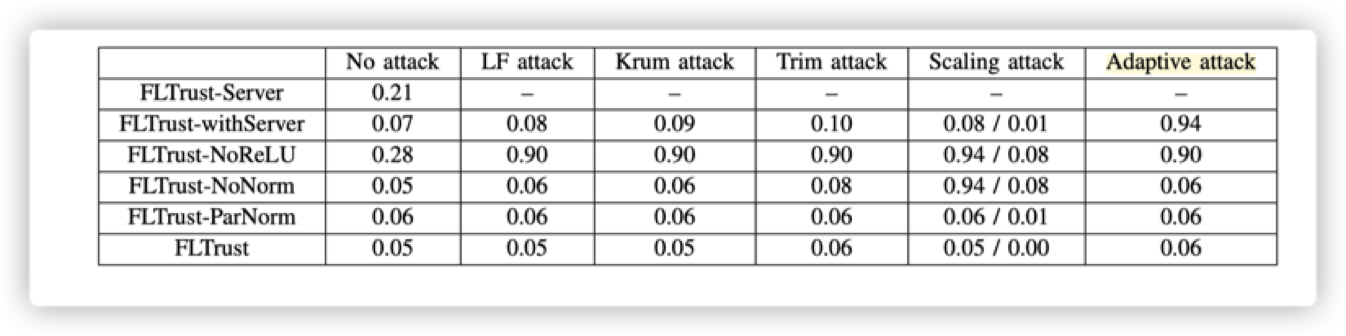 No attack LF attack Krum attack Trim attack Scaling attack Adaptive attack
FLTrust-Server 0.21 – – – – –
FLTrust-withServer 0.07 0.08 0.09 0.10 0.08 / 0.01 0.94
FLTrust-NoReLU 0.28 0.90 0.90 0.90 0.94 / 0.08 0.90
FLTrust-NoNorm 0.05 0.06 0.06 0.08 0.94 / 0.08 0.06
FLTrust-ParNorm 0.06 0.06 0.06 0.06 0.06 / 0.01 0.06
FLTrust 0.05 0.05 0.05 0.06 0.05 / 0.00 0.06